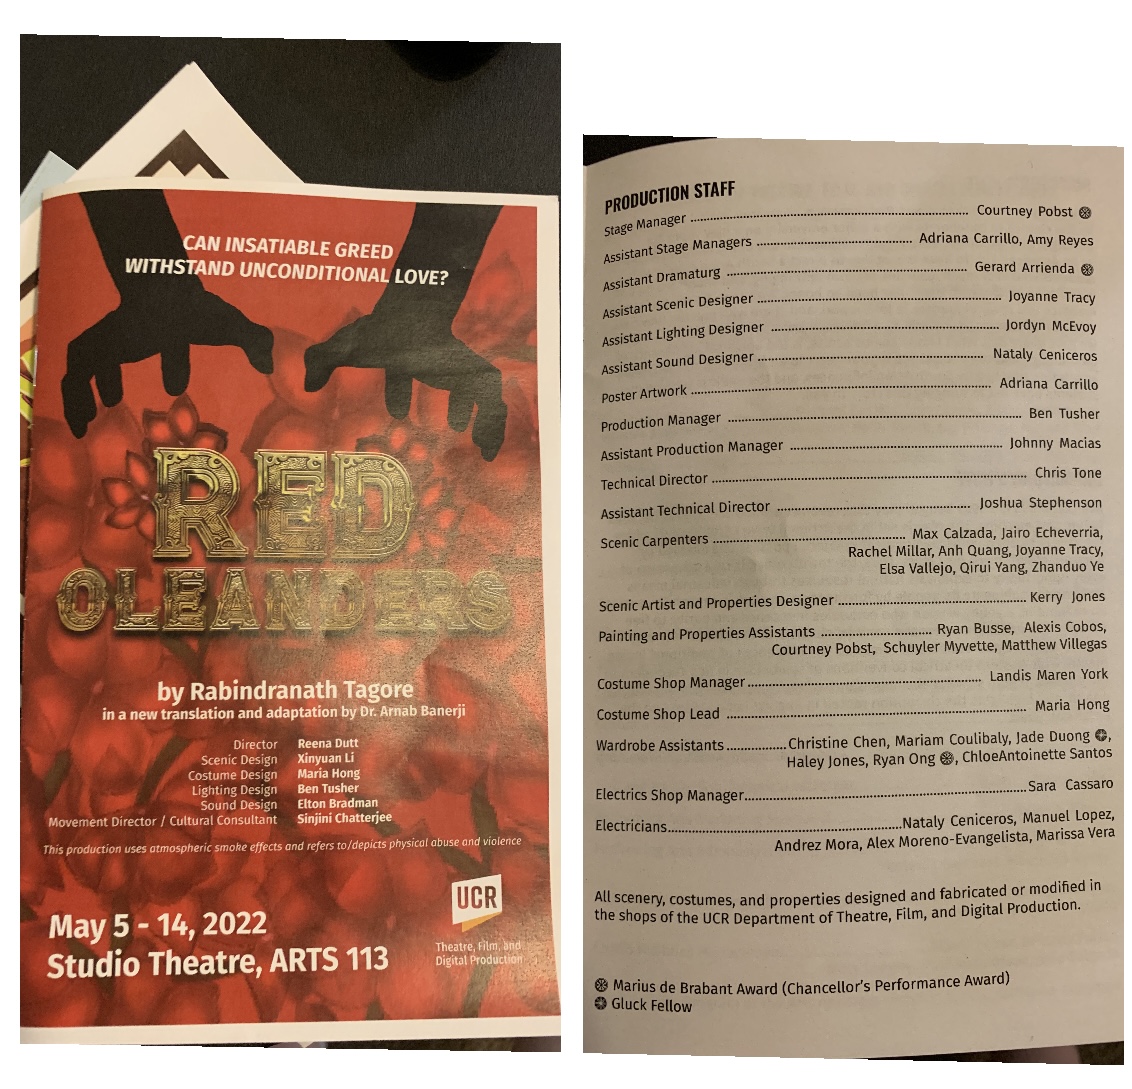 CAN INSATIABLE GREED
WITHSTAND UNCONDITIONAL LOVE?
RED
OLEANDERS
by Rabindranath Tagore
in a new translation and adaptation by Dr. Arnab Banerji
Director Reena Dutt
Scenic Design Xinyuan Li
Costume Design Maria Hong
Lighting Design Ben Tusher
Sound Design Elton Bradman
Movement Director / Cultural Consultant Sinjini Chatterjee
This production uses atmospheric smoke effects and refers to/depicts physical abuse and violence
May 5 - 14, 2022
Studio Theatre, ARTS 113
UCR
Theatre, Film, and
Digital Production
PRODUCTION STAFF
Stage Manager ........ Courtney Pobst
Assistant Stage Managers ........ Adriana Carrillo, Amy Reyes
Assistant Dramaturg ........ Gerard Arrienda
Assistant Scenic Designer ........ Joyanne Tracy
Assistant Lighting Designer ........ Jordyn McEvoy
Assistant Sound Designer ........ Nataly Ceniceros
Poster Artwork ........ Adriana Carrillo
Production Manager ........ Ben Tusher
Assistant Production Manager ........ Johnny Macias
Technical Director ........ Chris Tone
Assistant Technical Director ........ Joshua Stephenson
Scenic Carpenters ........ Max Calzada, Jairo Echeverria,
Rachel Millar, Anh Quang, Joyanne Tracy,
Elsa Vallejo, Qirui Yang, Zhanduo Ye
Scenic Artist and Properties Designer ........ Kerry Jones
Painting and Properties Assistants ........ Ryan Busse, Alexis Cobos,
Courtney Pobst, Schuyler Myvette, Matthew Villegas
Costume Shop Manager ........ Landis Maren York
Costume Shop Lead ........ Maria Hong
Wardrobe Assistants ........ Christine Chen, Mariam Coulibaly, Jade Duong ,
Haley Jones, Ryan Ong , ChloeAntoinette Santos
Electrics Shop Manager ........ Sara Cassaro
Electricians ........ Nataly Ceniceros, Manuel Lopez,
Andrez Mora, Alex Moreno-Evangelista, Marissa Vera
All scenery, costumes, and properties designed and fabricated or modified in
the shops of the UCR Department of Theatre, Film, and Digital Production.
Marius de Brabant Award (Chancellor's Performance Award)
Gluck Fellow